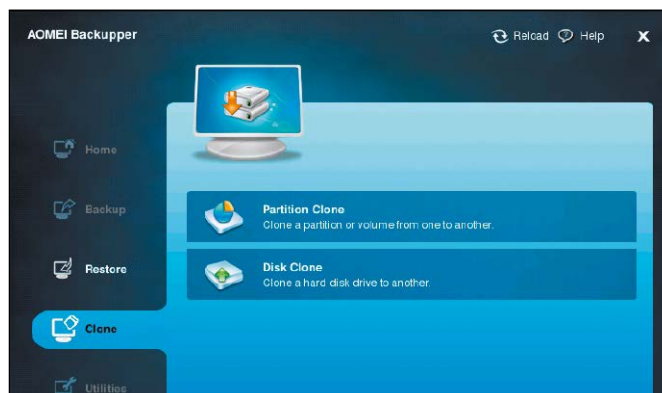 AOMEI Backupper
Reload Help X
Home
Backup
Restore
Clone
Utilities
Partition Clone
Clone a partition or volume from one to another.
Disk Clone
Clone a hard disk drive to another.